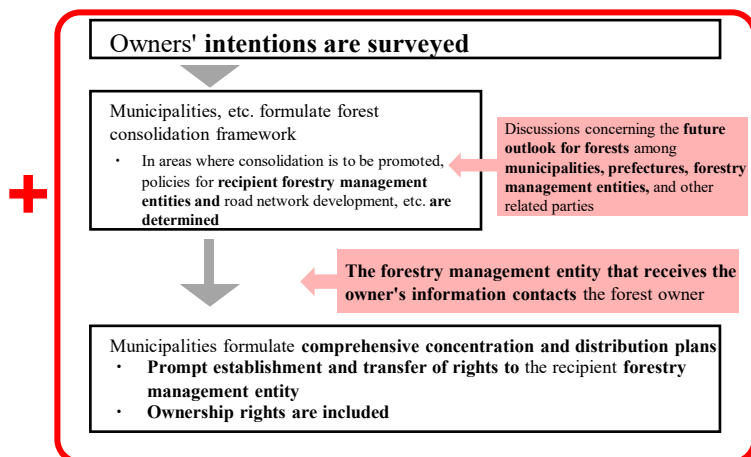 Owners' intentions are surveyed
Municipalities, etc. formulate forest
consolidation framework
・ In areas where consolidation is to be promoted,
policies for recipient forestry management
entities and road network development, etc. are
determined
Discussions concerning the future
outlook for forests among
municipalities, prefectures, forestry
management entities, and other
related parties
+
The forestry management entity that receives the
owner's information contacts the forest owner
Municipalities formulate comprehensive concentration and distribution plans
・ Prompt establishment and transfer of rights to the recipient forestry
management entity
・ Ownership rights are included